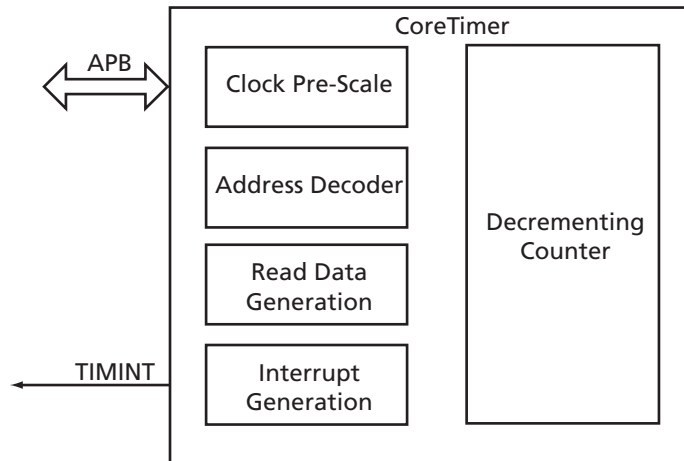 CoreTimer
APB
Clock Pre-Scale
Address Decoder
Read Data
Generation
Decrementing
Counter
TIMINT
Interrupt
Generation